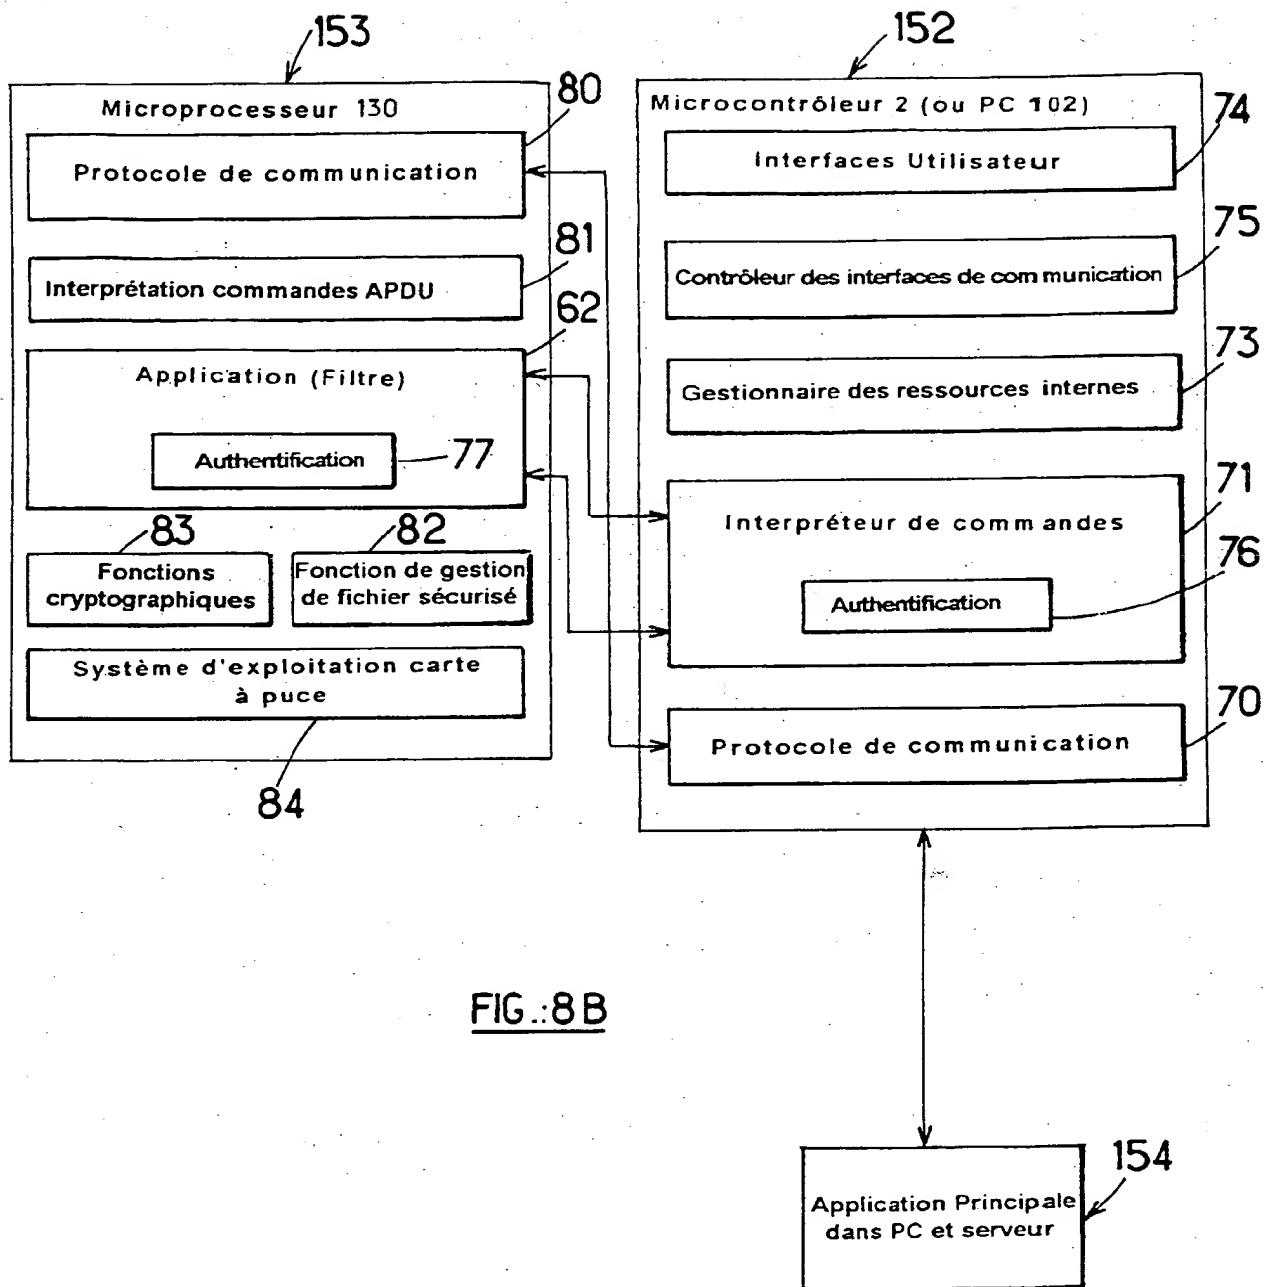 153
152
Microprocesseur 130
80
Protocole de communication
81
Interprétation commandes APDU
62
Application (Filtre)
Authentification
77
83
82
Fonctions
cryptographiques
Fonction de gestion
de fichier sécurisé
Système d'exploitation carte
à puce
84
Microcontrôleur 2 (ou PC 102)
74
Interfaces Utilisateur
75
Contrôleur des interfaces de communication
73
Gestionnaire des ressources internes
71
Interpréteur de commandes
76
Authentification
70
Protocole de communication
FIG.:8B
154
Application Principale
dans PC et serveur